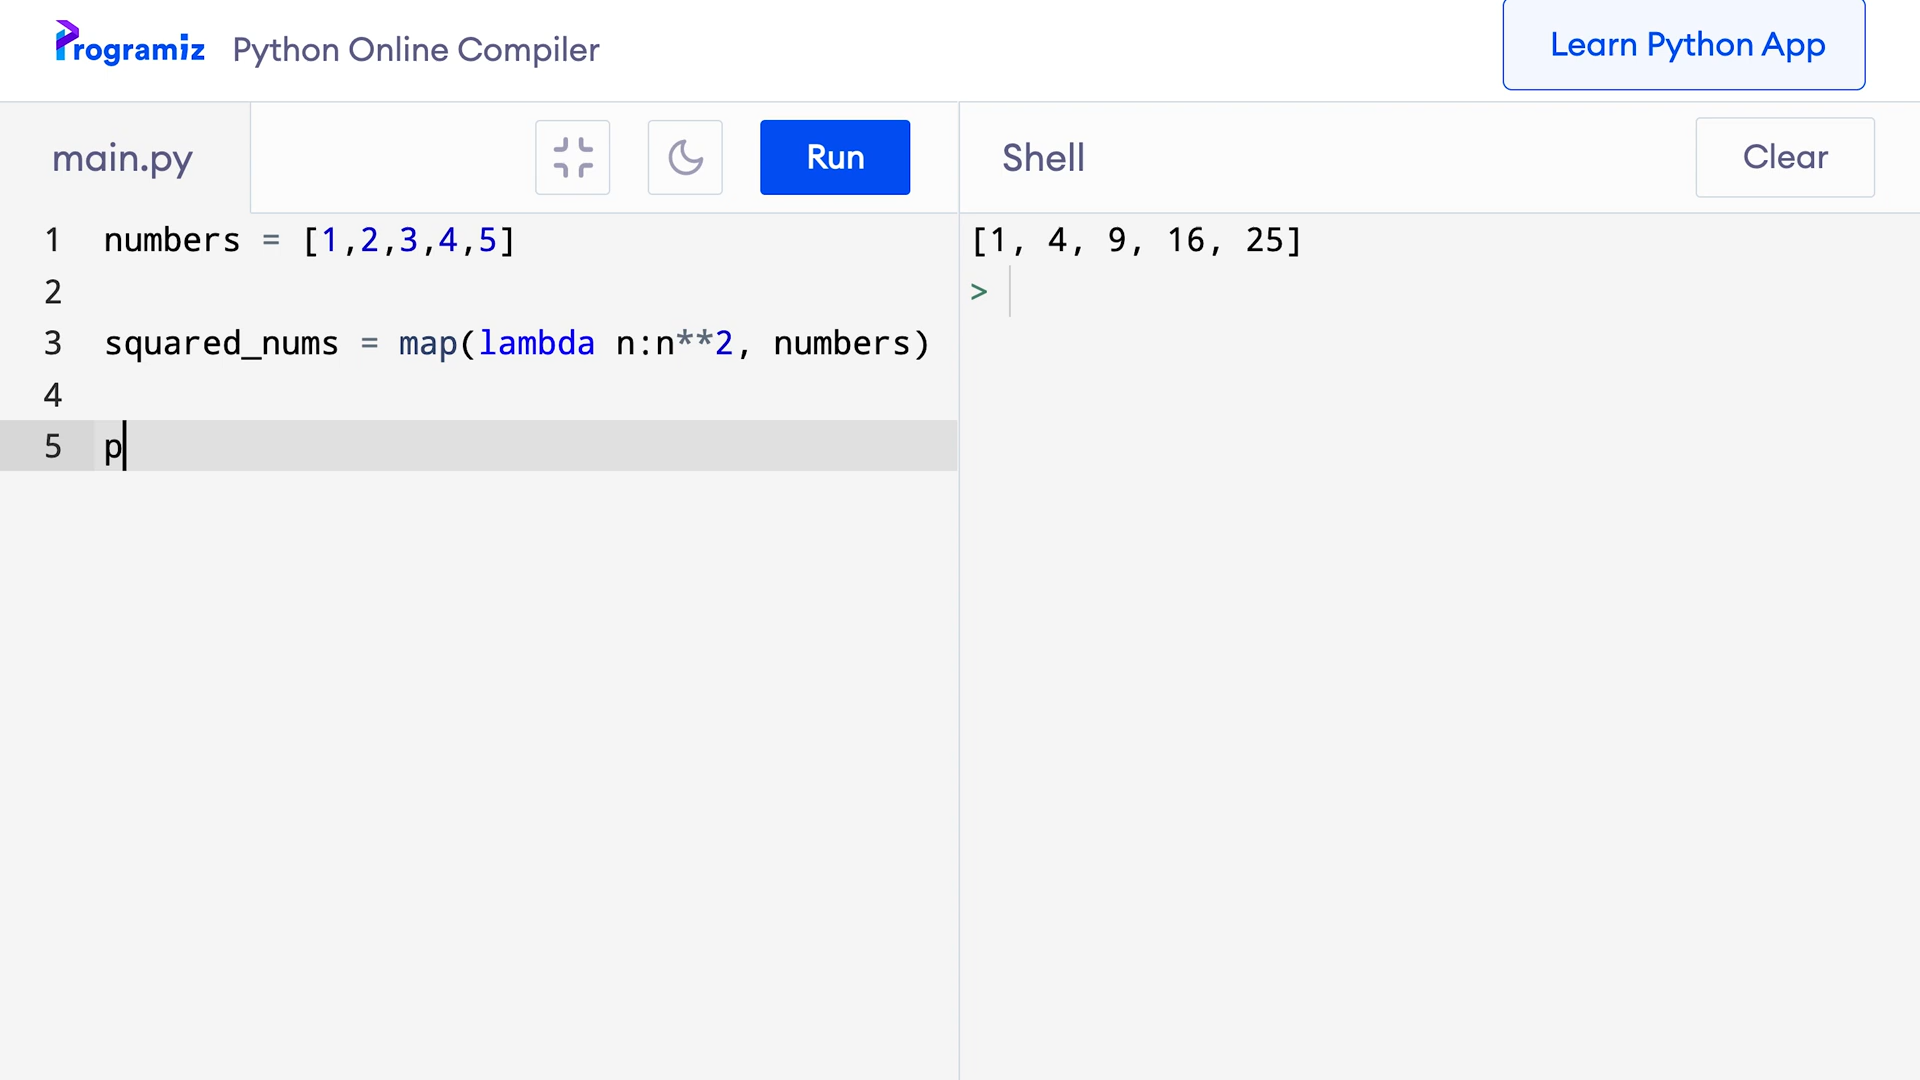 Programiz Python Online Compiler
Learn Python App
main.py
Run
Shell
Clear
1 numbers = [1,2,3,4,5]
2
3 squared_nums = map(lambda n:n**2, numbers)
4
5 p
[1, 4, 9, 16, 25]
>